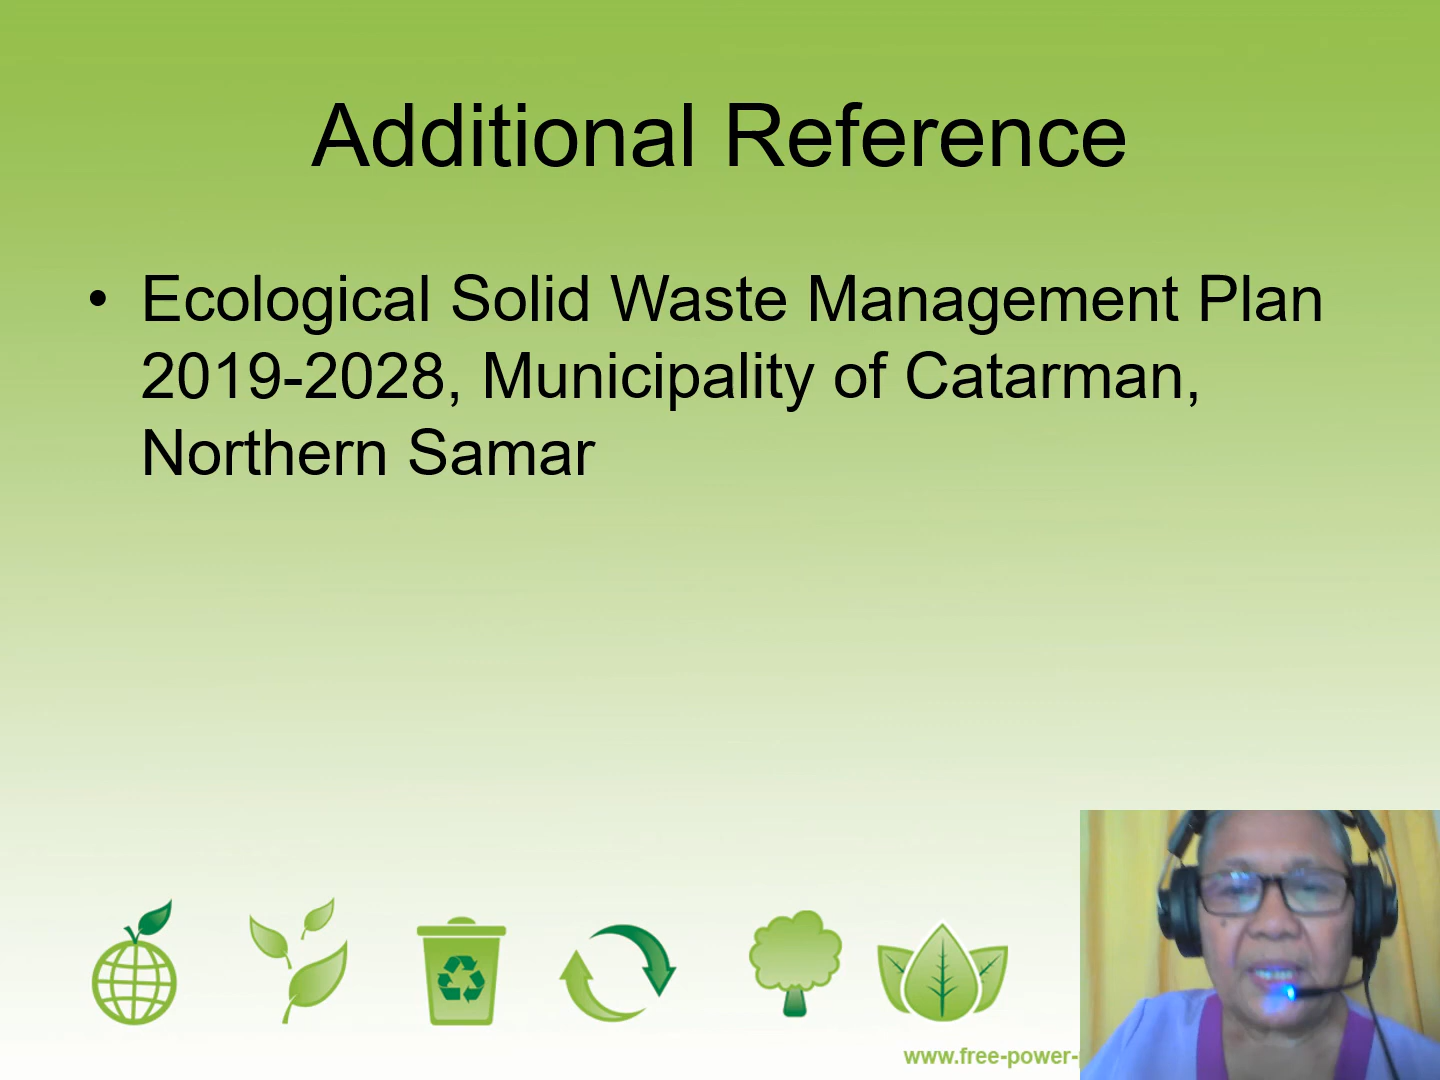 Additional Reference
• Ecological Solid Waste Management Plan
2019-2028, Municipality of Catarman,
Northern Samar
www.free-power-